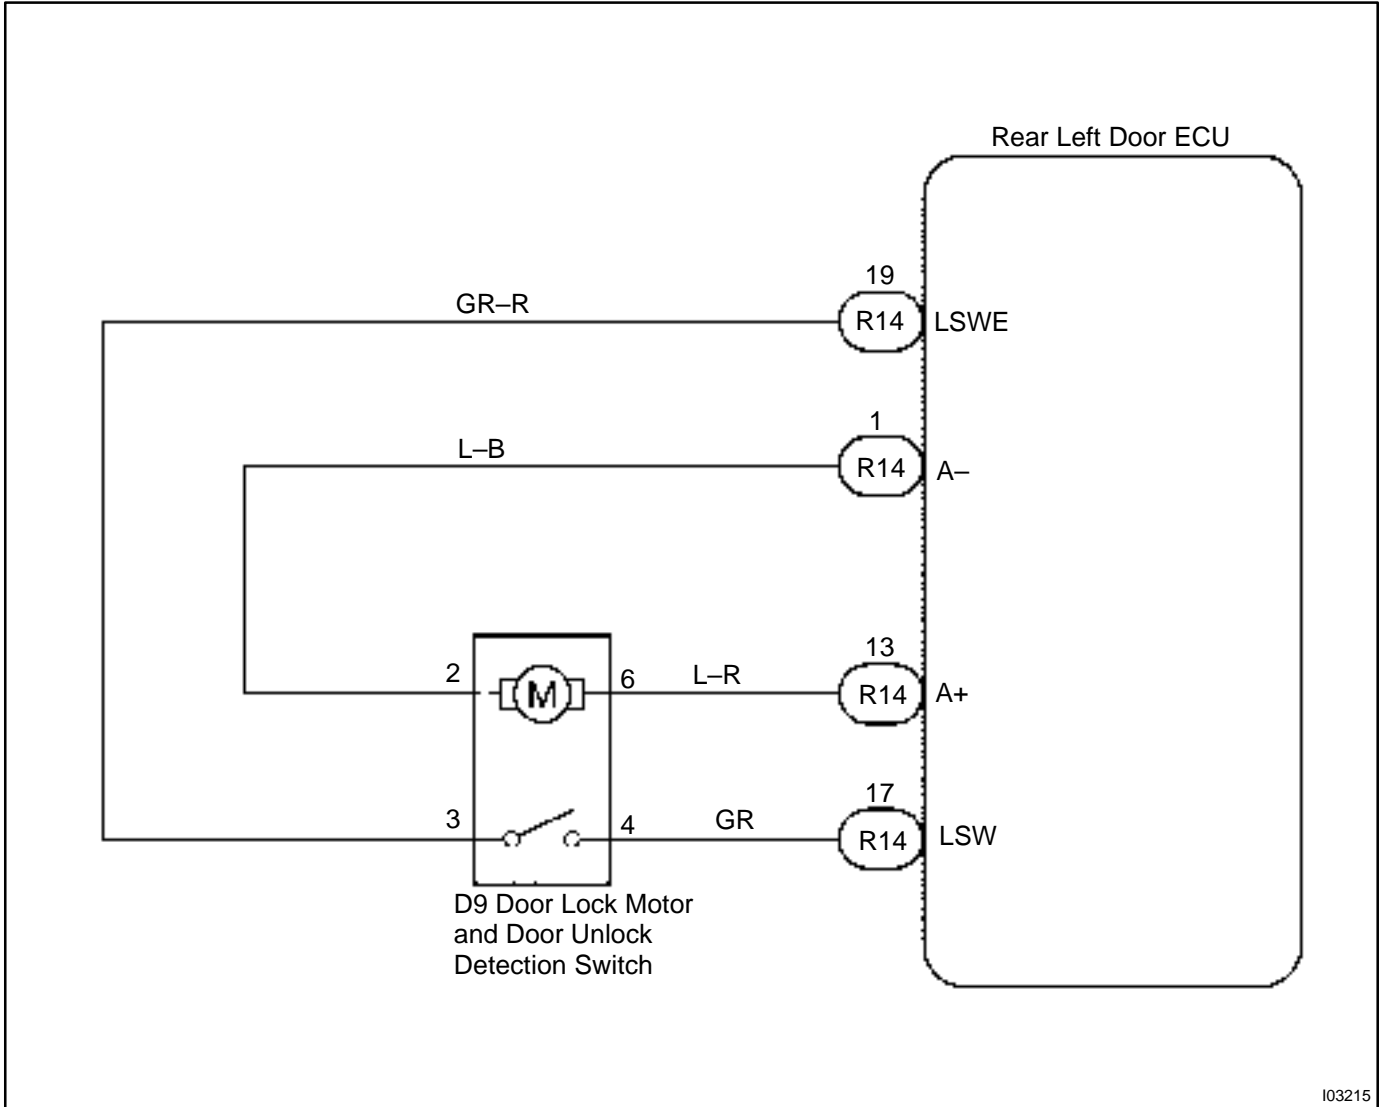 Rear Left Door ECU
19
GR–R
R14
LSWE
1
L–B
R14
A–
13
2
M
6
L–R
R14
A+
17
3
4
GR
R14
LSW
D9 Door Lock Motor
and Door Unlock
Detection Switch
I03215